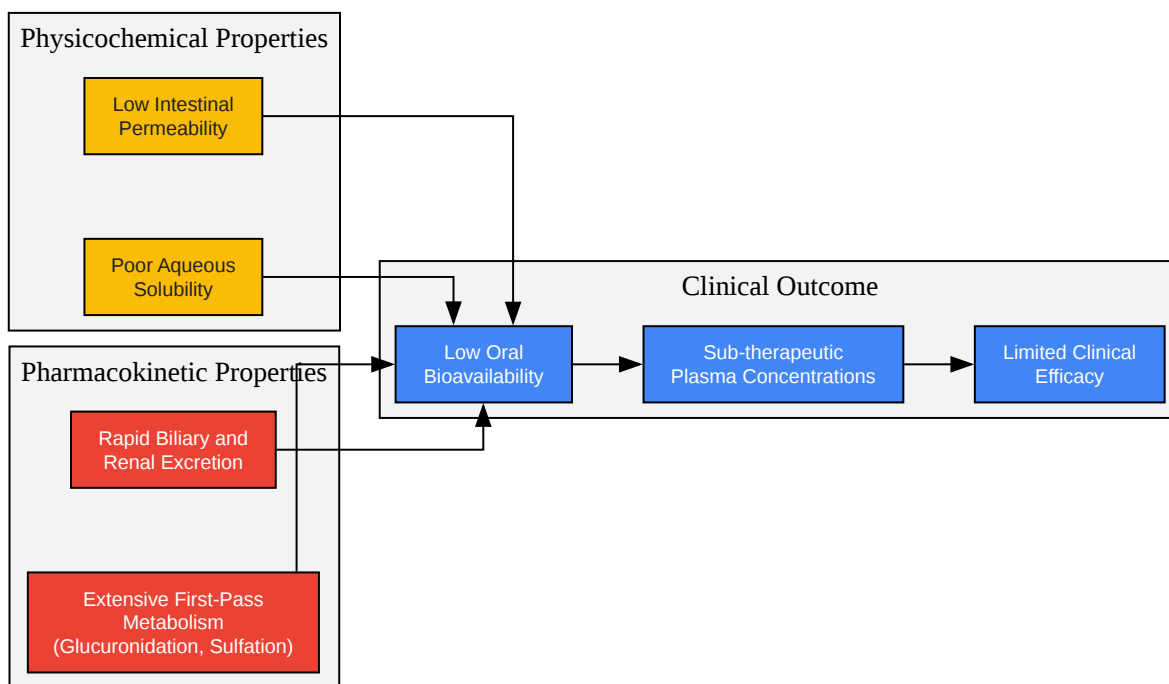 Physicochemical Properties
Low Intestinal
Permeability
Poor Aqueous
Solubility
Pharmacokinetic Properties
Rapid Biliary and
Renal Excretion
Extensive First-Pass
Metabolism
(Glucuronidation, Sulfation)
Clinical Outcome
Low Oral
Bioavailability
Sub-therapeutic
Plasma Concentrations
Limited Clinical
Efficacy